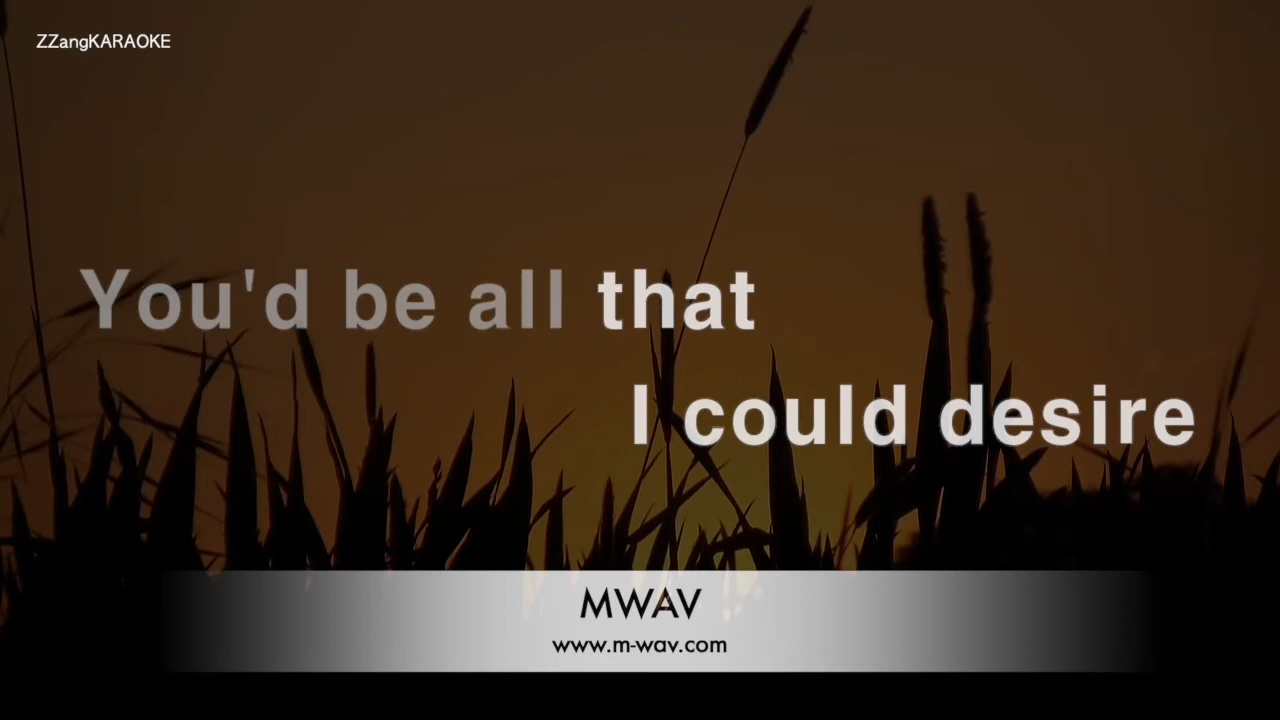 ZZangKARAOKE
You'd be all that
I could desire
MWAV
www.m-wav.com